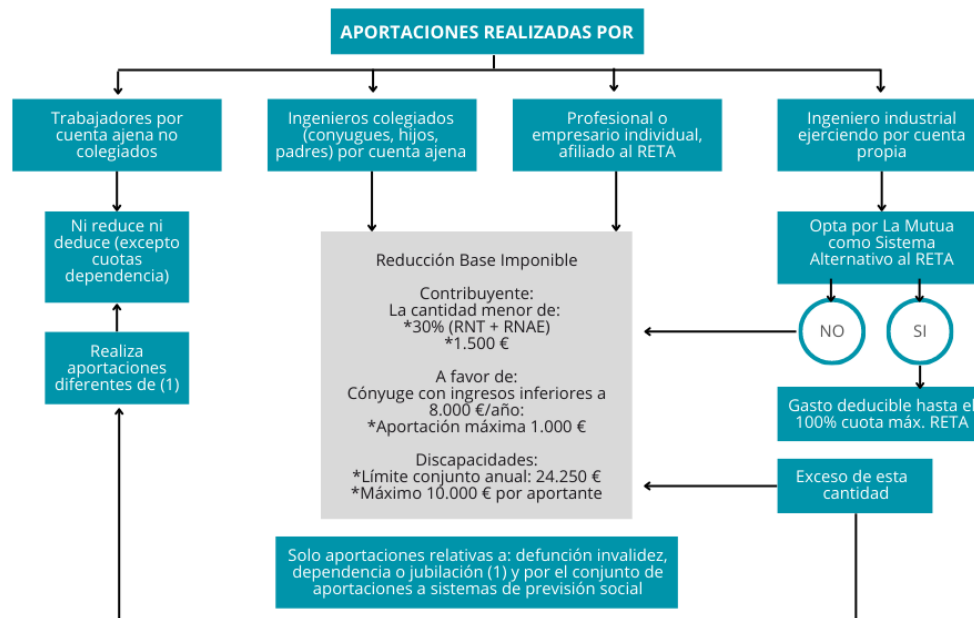 APORTACIONES REALIZADAS POR
Trabajadores por
cuenta ajena no
colegiados
Ingenieros colegiados
(conyugues, hijos,
padres) por cuenta ajena
Profesional o
empresario individual,
afiliado al RETA
Ingeniero industrial
ejerciendo por cuenta
propia
Ni reduce ni
deduce (excepto
cuotas
dependencia)
Opta por La Mutua
como Sistema
Alternativo al RETA
NO
SI
Realiza
aportaciones
diferentes de (1)
Reducción Base Imponible
Contribuyente:
La cantidad menor de:
*30% (RNT + RNAE)
*1.500 €
A favor de:
Cónyuge con ingresos inferiores a
8.000 €/año:
*Aportación máxima 1.000 €
Discapacidades:
*Límite conjunto anual: 24.250 €
*Máximo 10.000 € por aportante
Gasto deducible hasta el
100% cuota máx. RETA
Exceso de esta
cantidad
Solo aportaciones relativas a: defunción invalidez,
dependencia o jubilación (1) y por el conjunto de
aportaciones a sistemas de previsión social